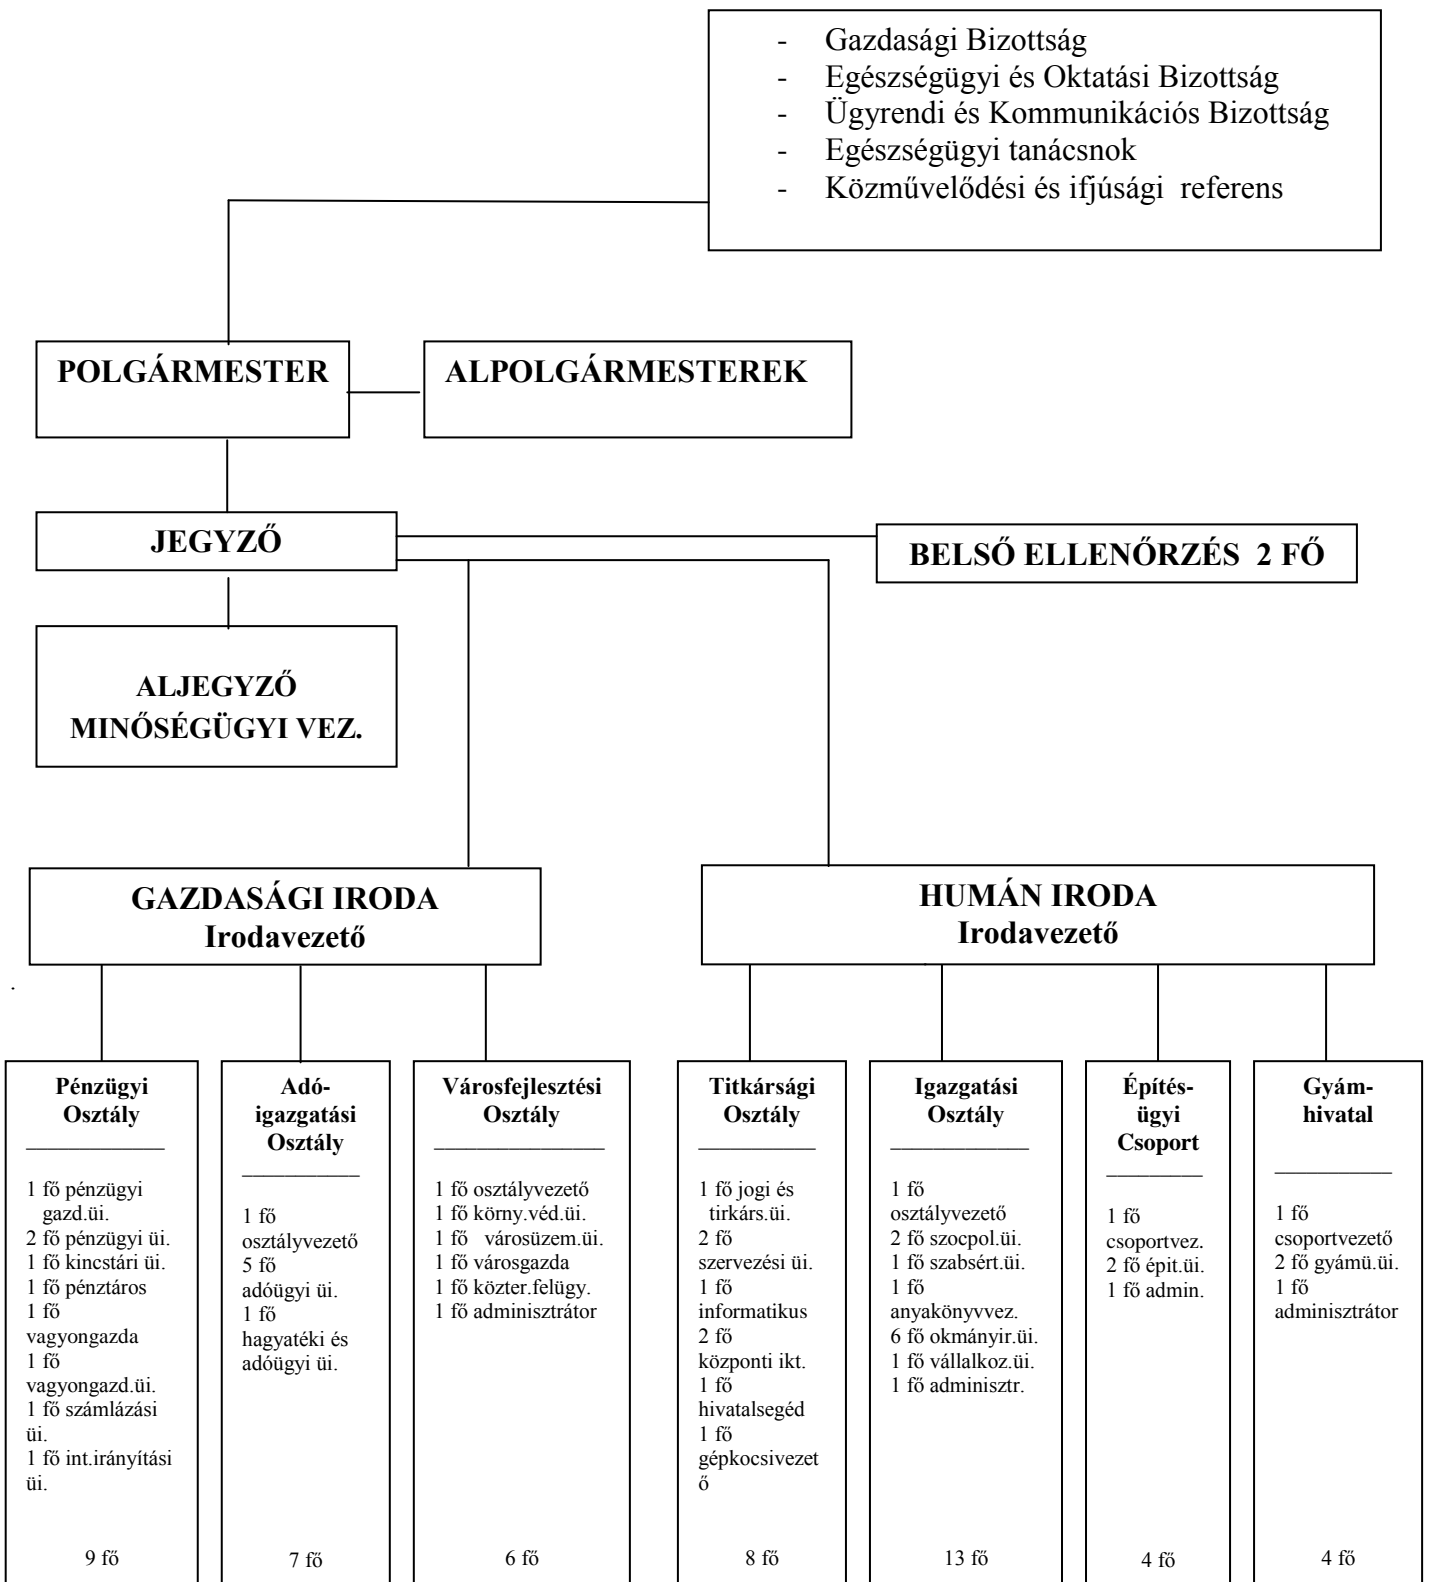 - Gazdasági Bizottság
- Egészségügyi és Oktatási Bizottság
- Ügyrendi és Kommunikációs Bizottság
- Egészségügyi tanácsnok
- Közművelődési és ifjúsági referens
POLGÁRMESTER
ALPOLGÁRMESTEREK
JEGYZŐ
BELSŐ ELLENŐRZÉS 2 FŐ
ALJEGYZŐ
MINŐSÉGÜGYI VEZ.
GAZDASÁGI IRODA
Irodavezető
HUMÁN IRODA
Irodavezető
.
Pénzügyi
Osztály
1 fő pénzügyi
gazd.üi.
2 fő pénzügyi üi.
1 fő kincstári üi.
1 fő pénztáros
1 fő
vagyongazda
1 fő
vagyongazd.üi.
1 fő számlázási
üi.
1 fő int.irányítási
üi.
9 fő
Adó-
igazgatási
Osztály
1 fő
osztályvezető
5 fő
adóügyi üi.
1 fő
hagyatéki és
adóügyi üi.
7 fő
Városfejlesztési
Osztály
1 fő osztályvezető
1 fő körny.véd.üi.
1 fő városüzem.üi.
1 fő városgazda
1 fő közter.felügy.
1 fő adminisztrátor
6 fő
Titkársági
Osztály
1 fő jogi és
tirkárs.üi.
2 fő
szervezési üi.
1 fő
informatikus
2 fő
központi ikt.
1 fő
hivatalsegéd
1 fő
gépkocsivezet
ő
8 fő
Igazgatási
Osztály
1 fő
osztályvezető
2 fő szocpol.üi.
1 fő szabsért.üi.
1 fő
anyakönyvvez.
6 fő okmányir.üi.
1 fő vállalkoz.üi.
1 fő adminisztr.
13 fő
Építés-
ügyi
Csoport
1 fő
csoportvez.
2 fő épit.üi.
1 fő admin.
4 fő
Gyám-
hivatal
1 fő
csoportvezető
2 fő gyámü.üi.
1 fő
adminisztrátor
4 fő